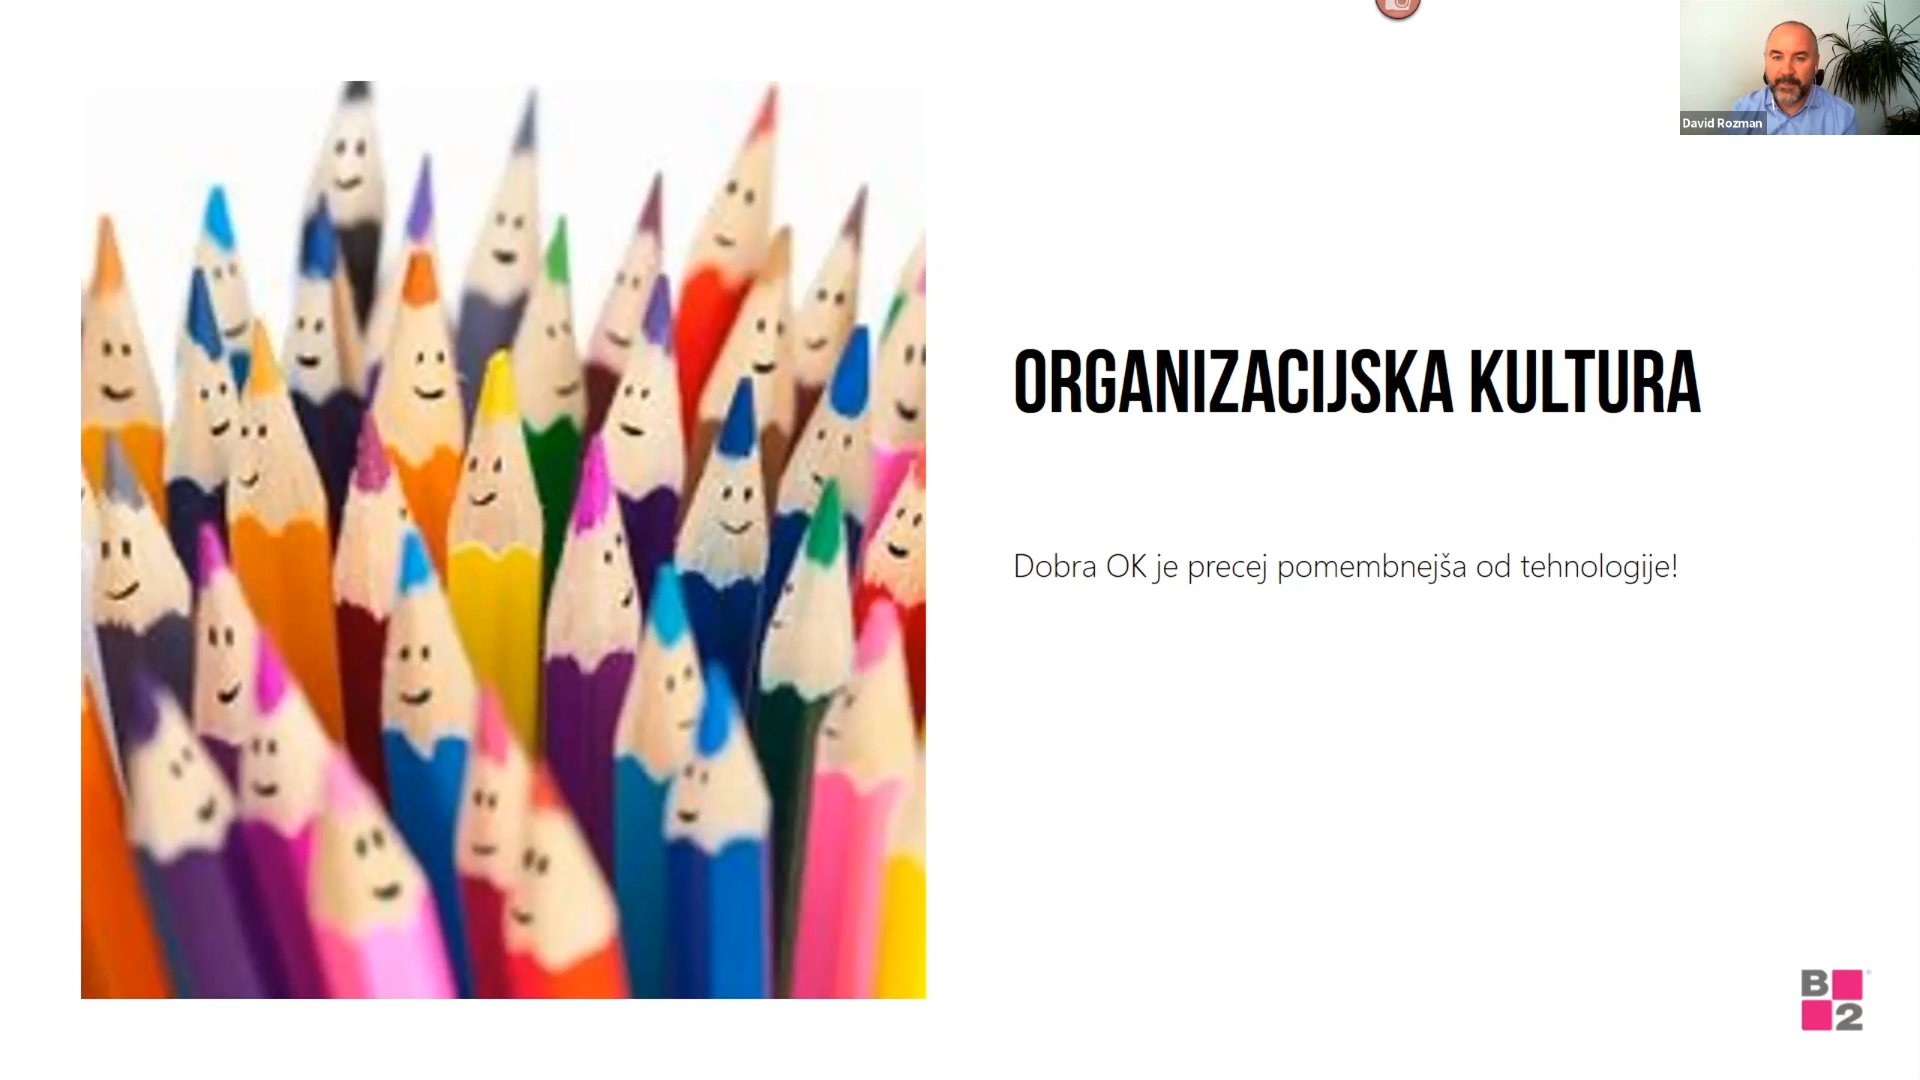 David Rozman
ORGANIZACIJSKA KULTURA
Dobra OK je precej pomembnejša od tehnologije!
B
2